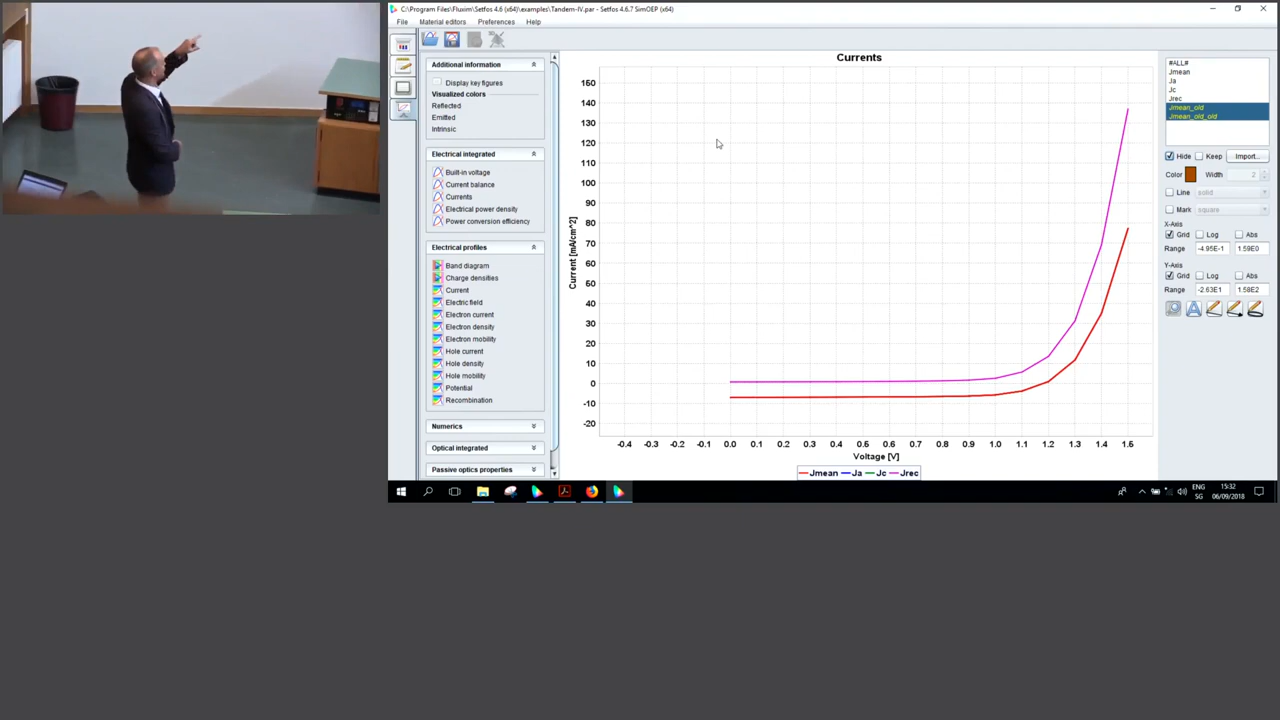 C:\Program Files\Fluxim\Setfos 4.6 (x64)\examples\Tandem-IV.par - Setfos 4.6.7 SimOEP (x64)
File Material editors Preferences Help
Additional information
Display key figures
Visualized colors
Reflected
Emitted
Intrinsic
Electrical integrated
Built-in voltage
Current balance
Currents
Electrical power density
Power conversion efficiency
Electrical profiles
Band diagram
Charge densities
Current
Electric field
Electron current
Electron density
Electron mobility
Hole current
Hole density
Hole mobility
Potential
Recombination
Numerics
Optical integrated
Passive optics properties
Currents
Current [mA/cm^2]
160
140
130
120
110
100
90
80
70
60
50
40
30
20
10
0
-10
-20
-0.4 -0.3 -0.2 -0.1 0.0 0.1 0.2 0.3 0.4 0.5 0.6 0.7 0.8 0.9 1.0 1.1 1.2 1.3 1.4 1.6
Voltage [V]
Jmean Ja Jc Jrec
#ALL#
Jmean
Ja
Jc
Jrec
Jmean_old
Jmean_old_old
Hide Keep Import...
Color Width 2
Line solid
Mark square
X-Axis
Grid Log Abs
Range -4.95E-1 1.59E0
Y-Axis
Grid Log Abs
Range -2.63E1 1.58E2
ENG
SG
15:32
06/09/2018